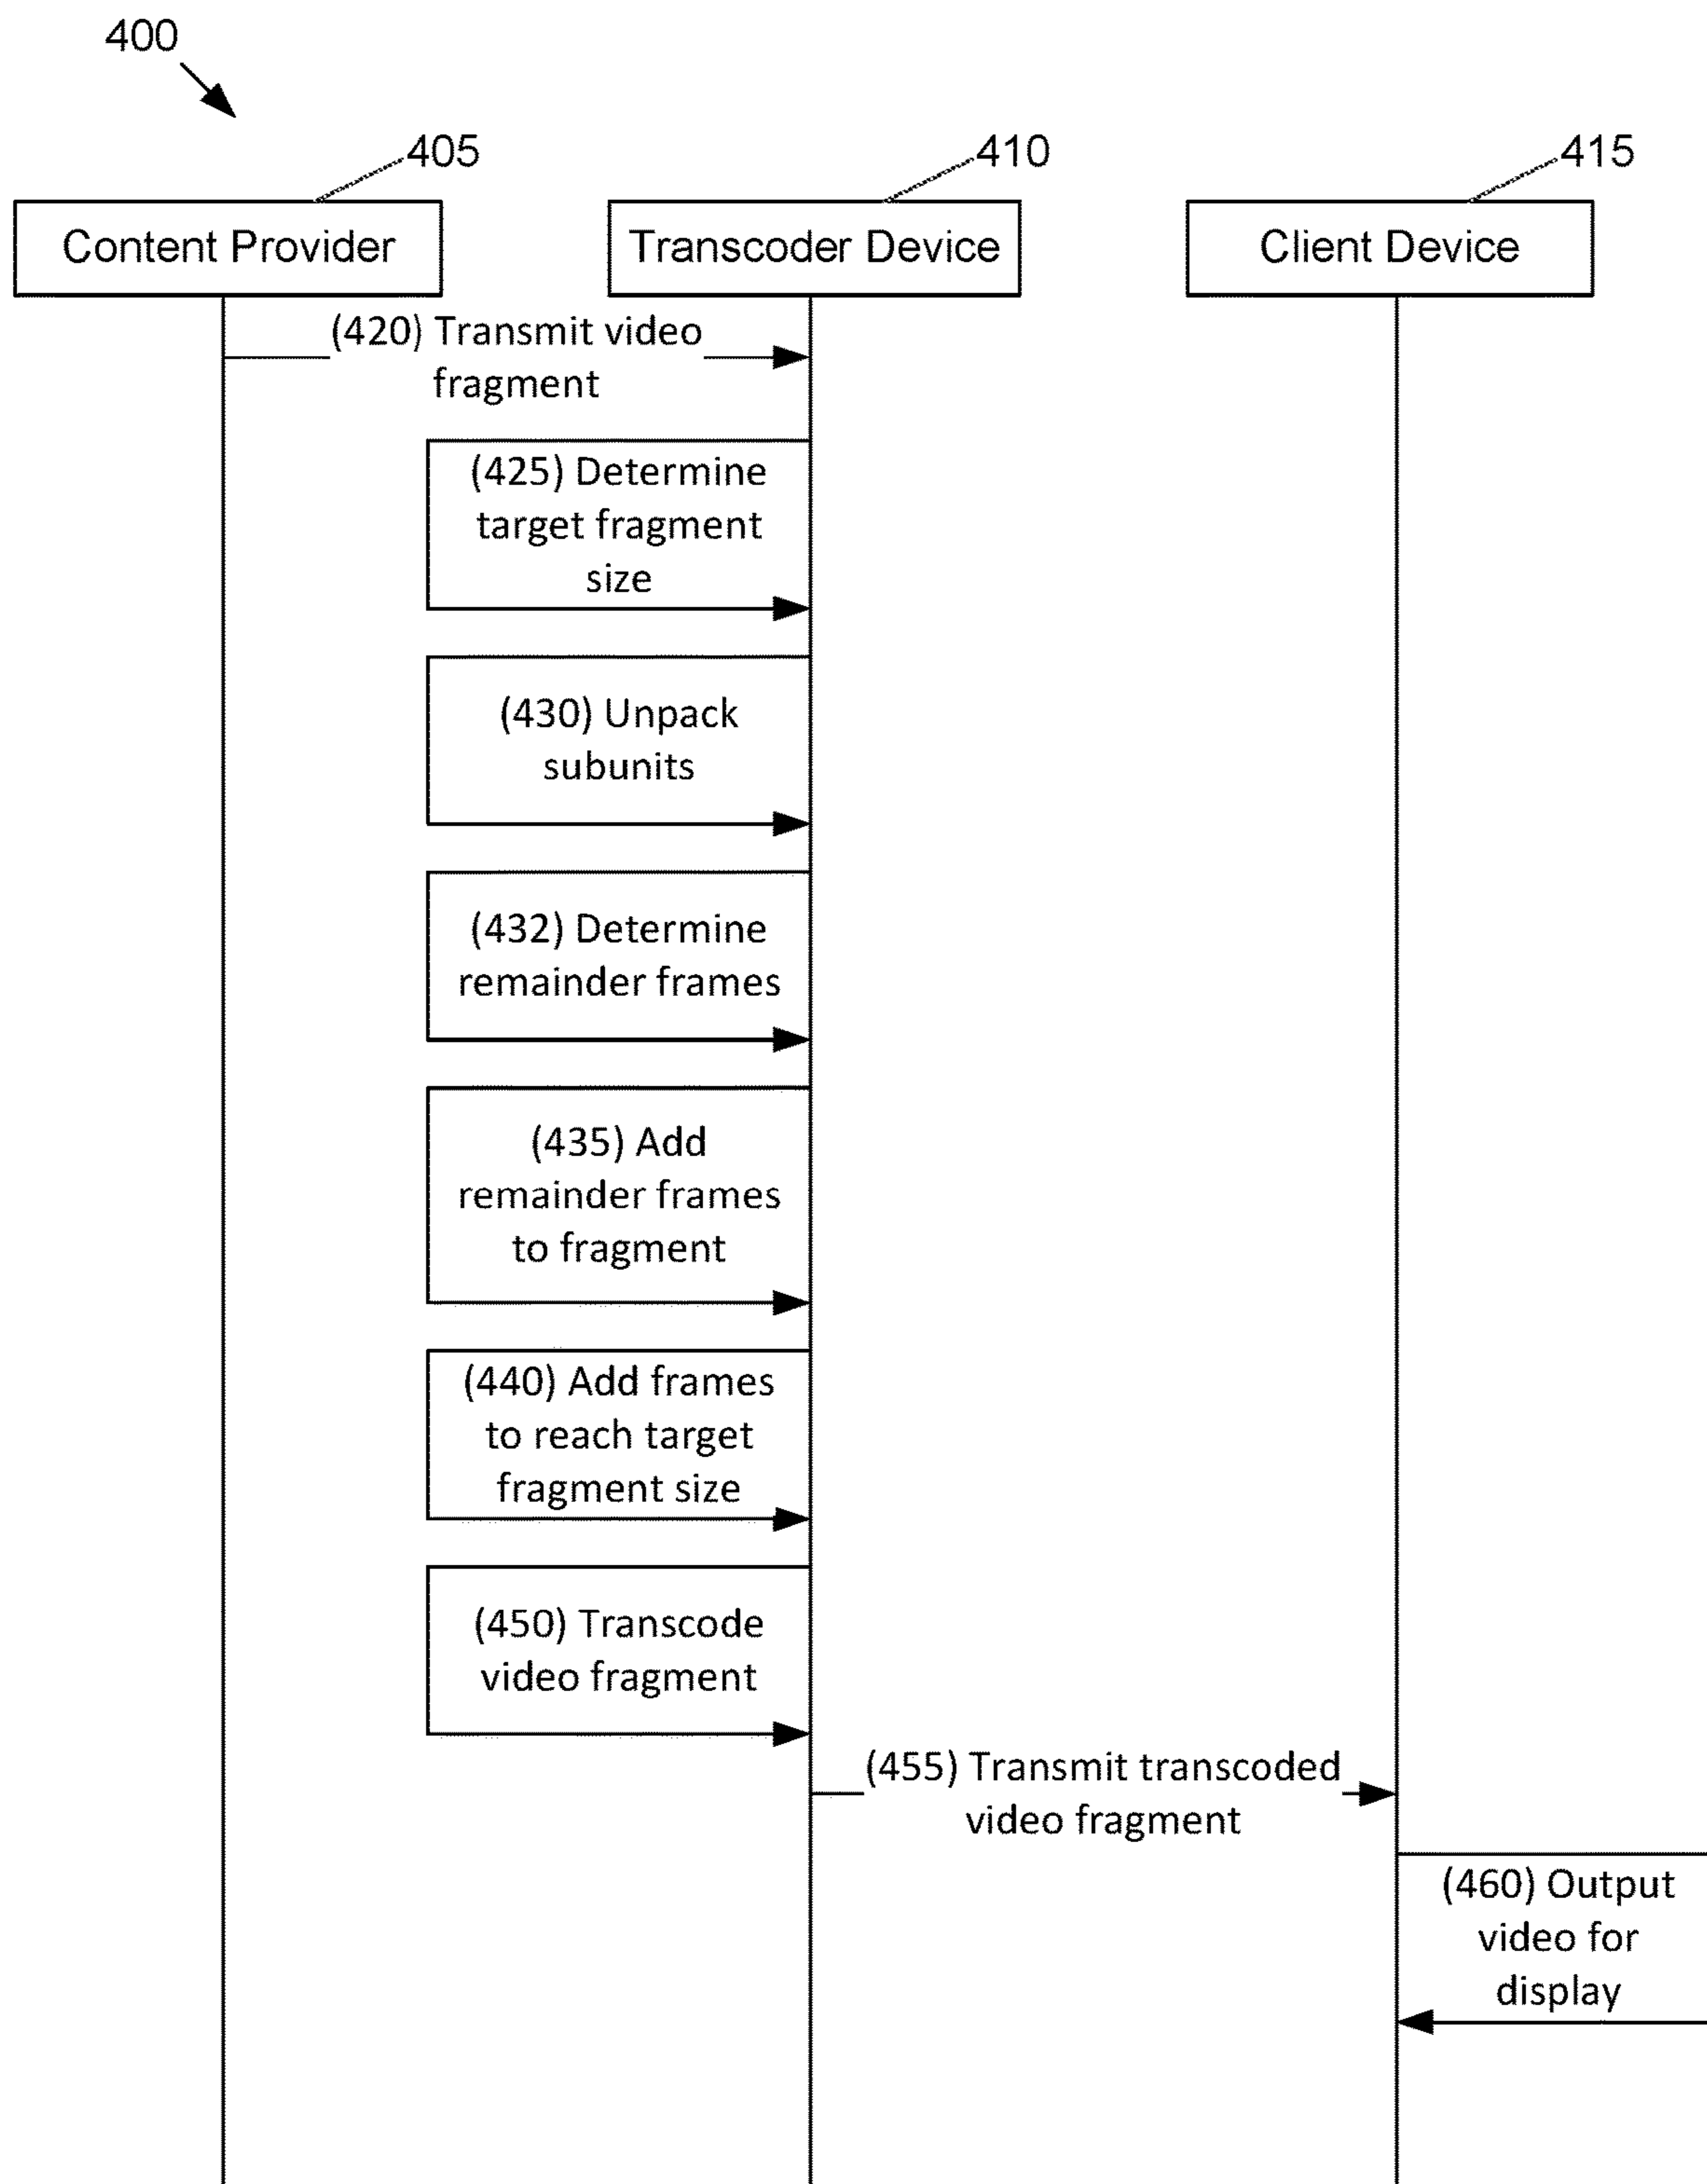 400
405
410
415
Content Provider
Transcoder Device
Client Device
(420) Transmit video
fragment
(425) Determine
target fragment
size
(430) Unpack
subunits
(432) Determine
remainder frames
(435) Add
remainder frames
to fragment
(440) Add frames
to reach target
fragment size
(450) Transcode
video fragment
(455) Transmit transcoded
video fragment
(460) Output
video for
display